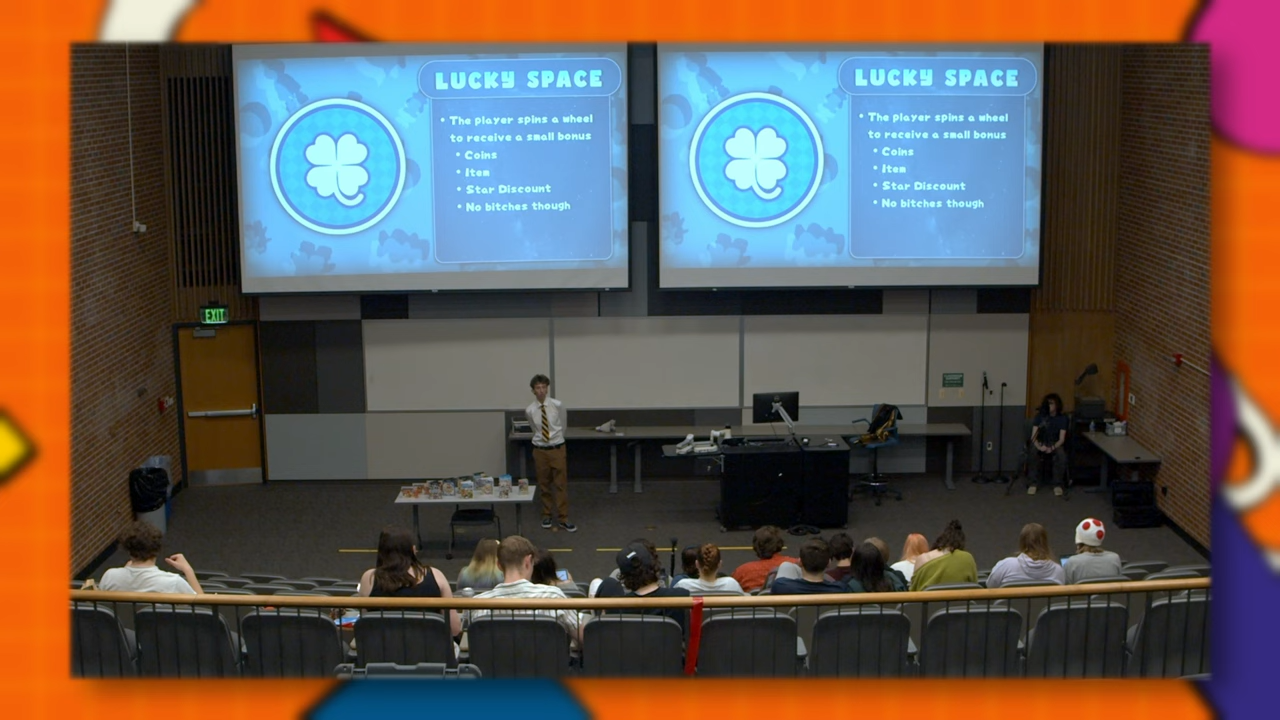 LUCKY SPACE
• The player spins a wheel
to receive a small bonus
• Coins
• Item
• Star Discount
• No bitches though
LUCKY SPACE
• The player spins a wheel
to receive a small bonus
• Coins
• Item
• Star Discount
• No bitches though
EXIT